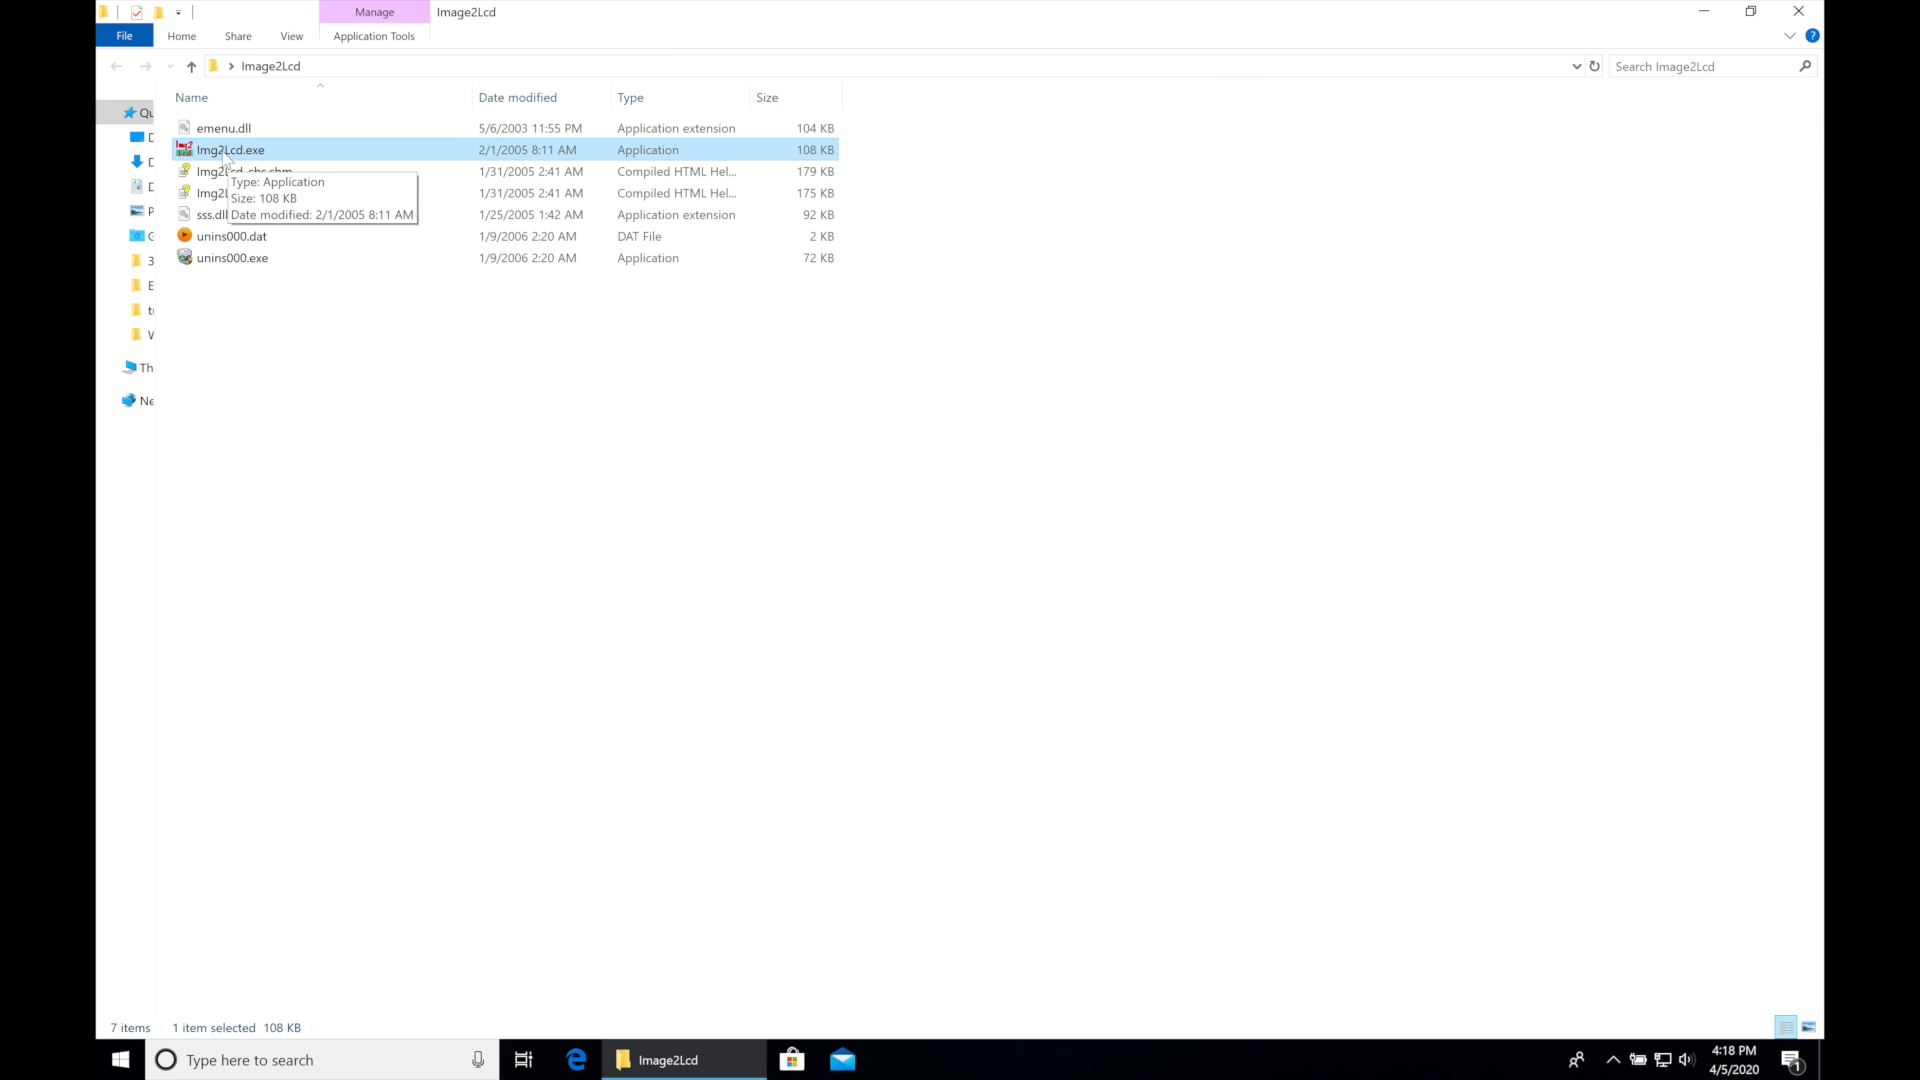 Manage Image2Lcd
File Home Share View Application Tools
Image2Lcd Search Image2Lcd
Name Date modified Type Size
emenu.dll 5/6/2003 11:55 PM Application extension 104 KB
Img2Lcd.exe 2/1/2005 8:11 AM Application 108 KB
Img2Lcd_chs.chm 1/31/2005 2:41 AM Compiled HTML Hel... 179 KB
Img2L 1/31/2005 2:41 AM Compiled HTML Hel... 175 KB
sss.dll 1/25/2005 1:42 AM Application extension 92 KB
unins000.dat 1/9/2006 2:20 AM DAT File 2 KB
unins000.exe 1/9/2006 2:20 AM Application 72 KB
Type: Application
Size: 108 KB
Date modified: 2/1/2005 8:11 AM
Qu
D
D
D
P
G
3
E
tr
W
Th
Ne
7 items 1 item selected 108 KB
Type here to search Image2Lcd 4:18 PM
4/5/2020 1